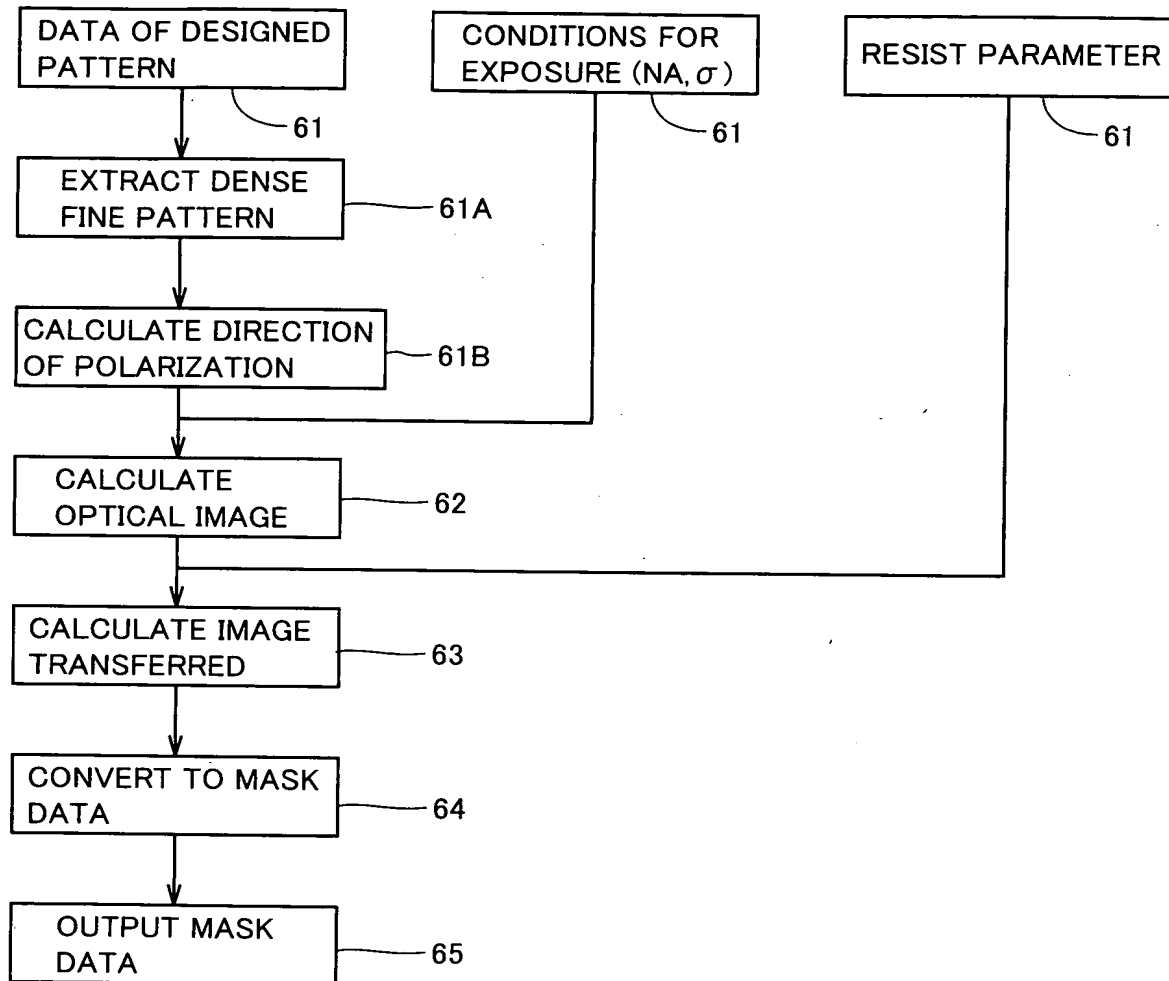 DATA OF DESIGNED
PATTERN
61
CONDITIONS FOR
EXPOSURE (NA, σ)
61
RESIST PARAMETER
61
EXTRACT DENSE
FINE PATTERN
61A
CALCULATE DIRECTION
OF POLARIZATION
61B
CALCULATE
OPTICAL IMAGE
62
CALCULATE IMAGE
TRANSFERRED
63
CONVERT TO MASK
DATA
64
OUTPUT MASK
DATA
65